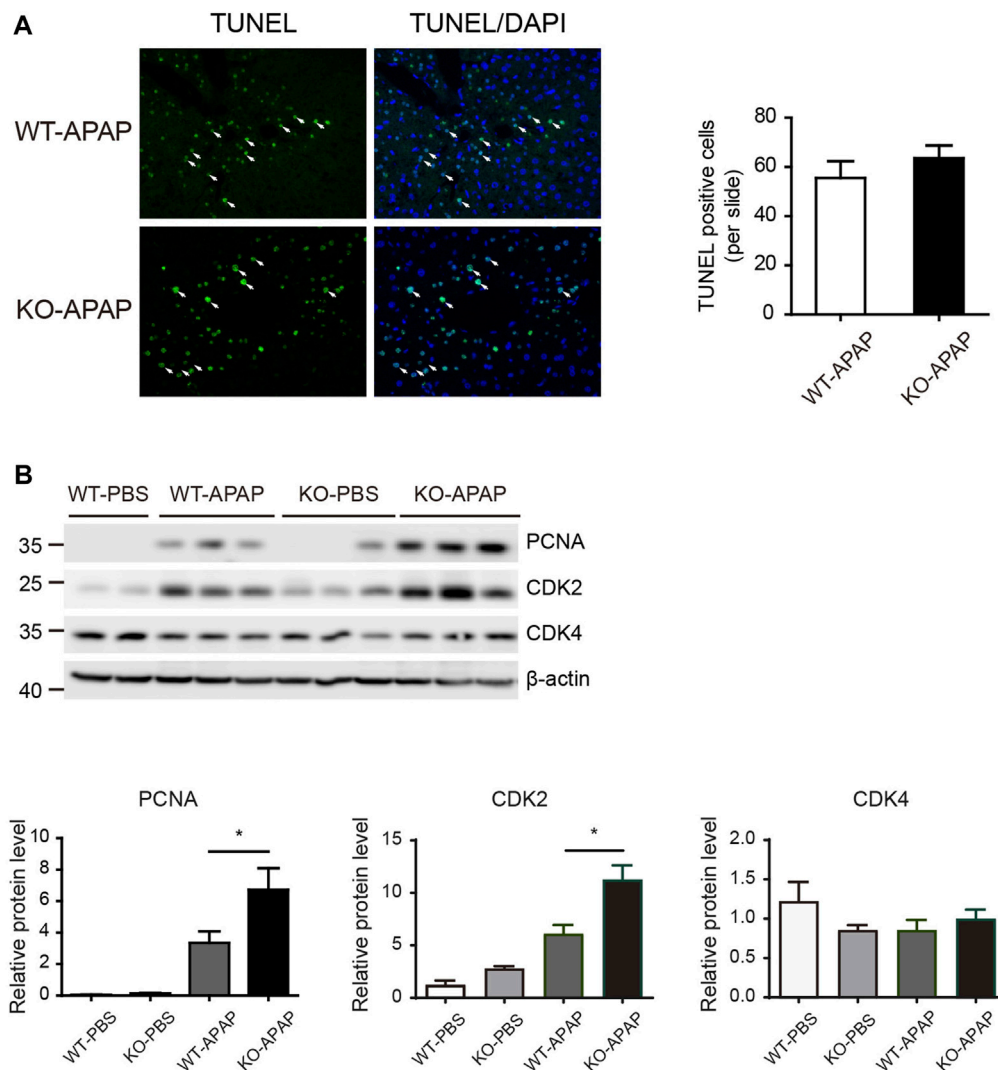 A
TUNEL
TUNEL/DAPI
WT-APAP
KO-APAP
TUNEL positive cells
(per slide)
80
60
40
20
0
WT-APAP
KO-APAP
B
WT-PBS
WT-APAP
KO-PBS
KO-APAP
35
PCNA
25
CDK2
35
CDK4
40
β-actin
PCNA
Relative protein level
10
8
6
4
2
0
*
WT-PBS
KO-PBS
WT-APAP
KO-APAP
CDK2
Relative protein level
15
10
5
0
*
WT-PBS
KO-PBS
WT-APAP
KO-APAP
CDK4
Relative protein level
2.0
1.5
1.0
0.5
0.0
WT-PBS
KO-PBS
WT-APAP
KO-APAP